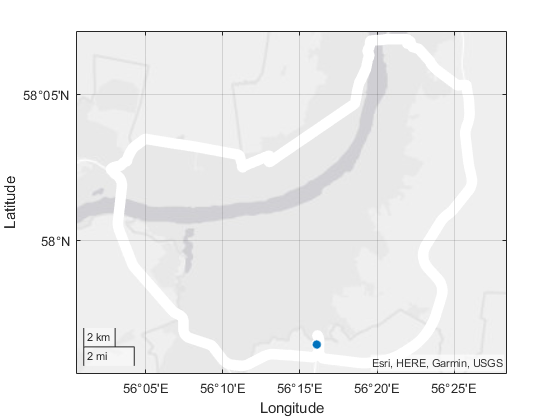 58°05'N
58°N
Latitude
2 km
2 mi
Esri, HERE, Garmin, USGS
56°05'E 56°10'E 56°15'E 56°20'E 56°25'E
Longitude